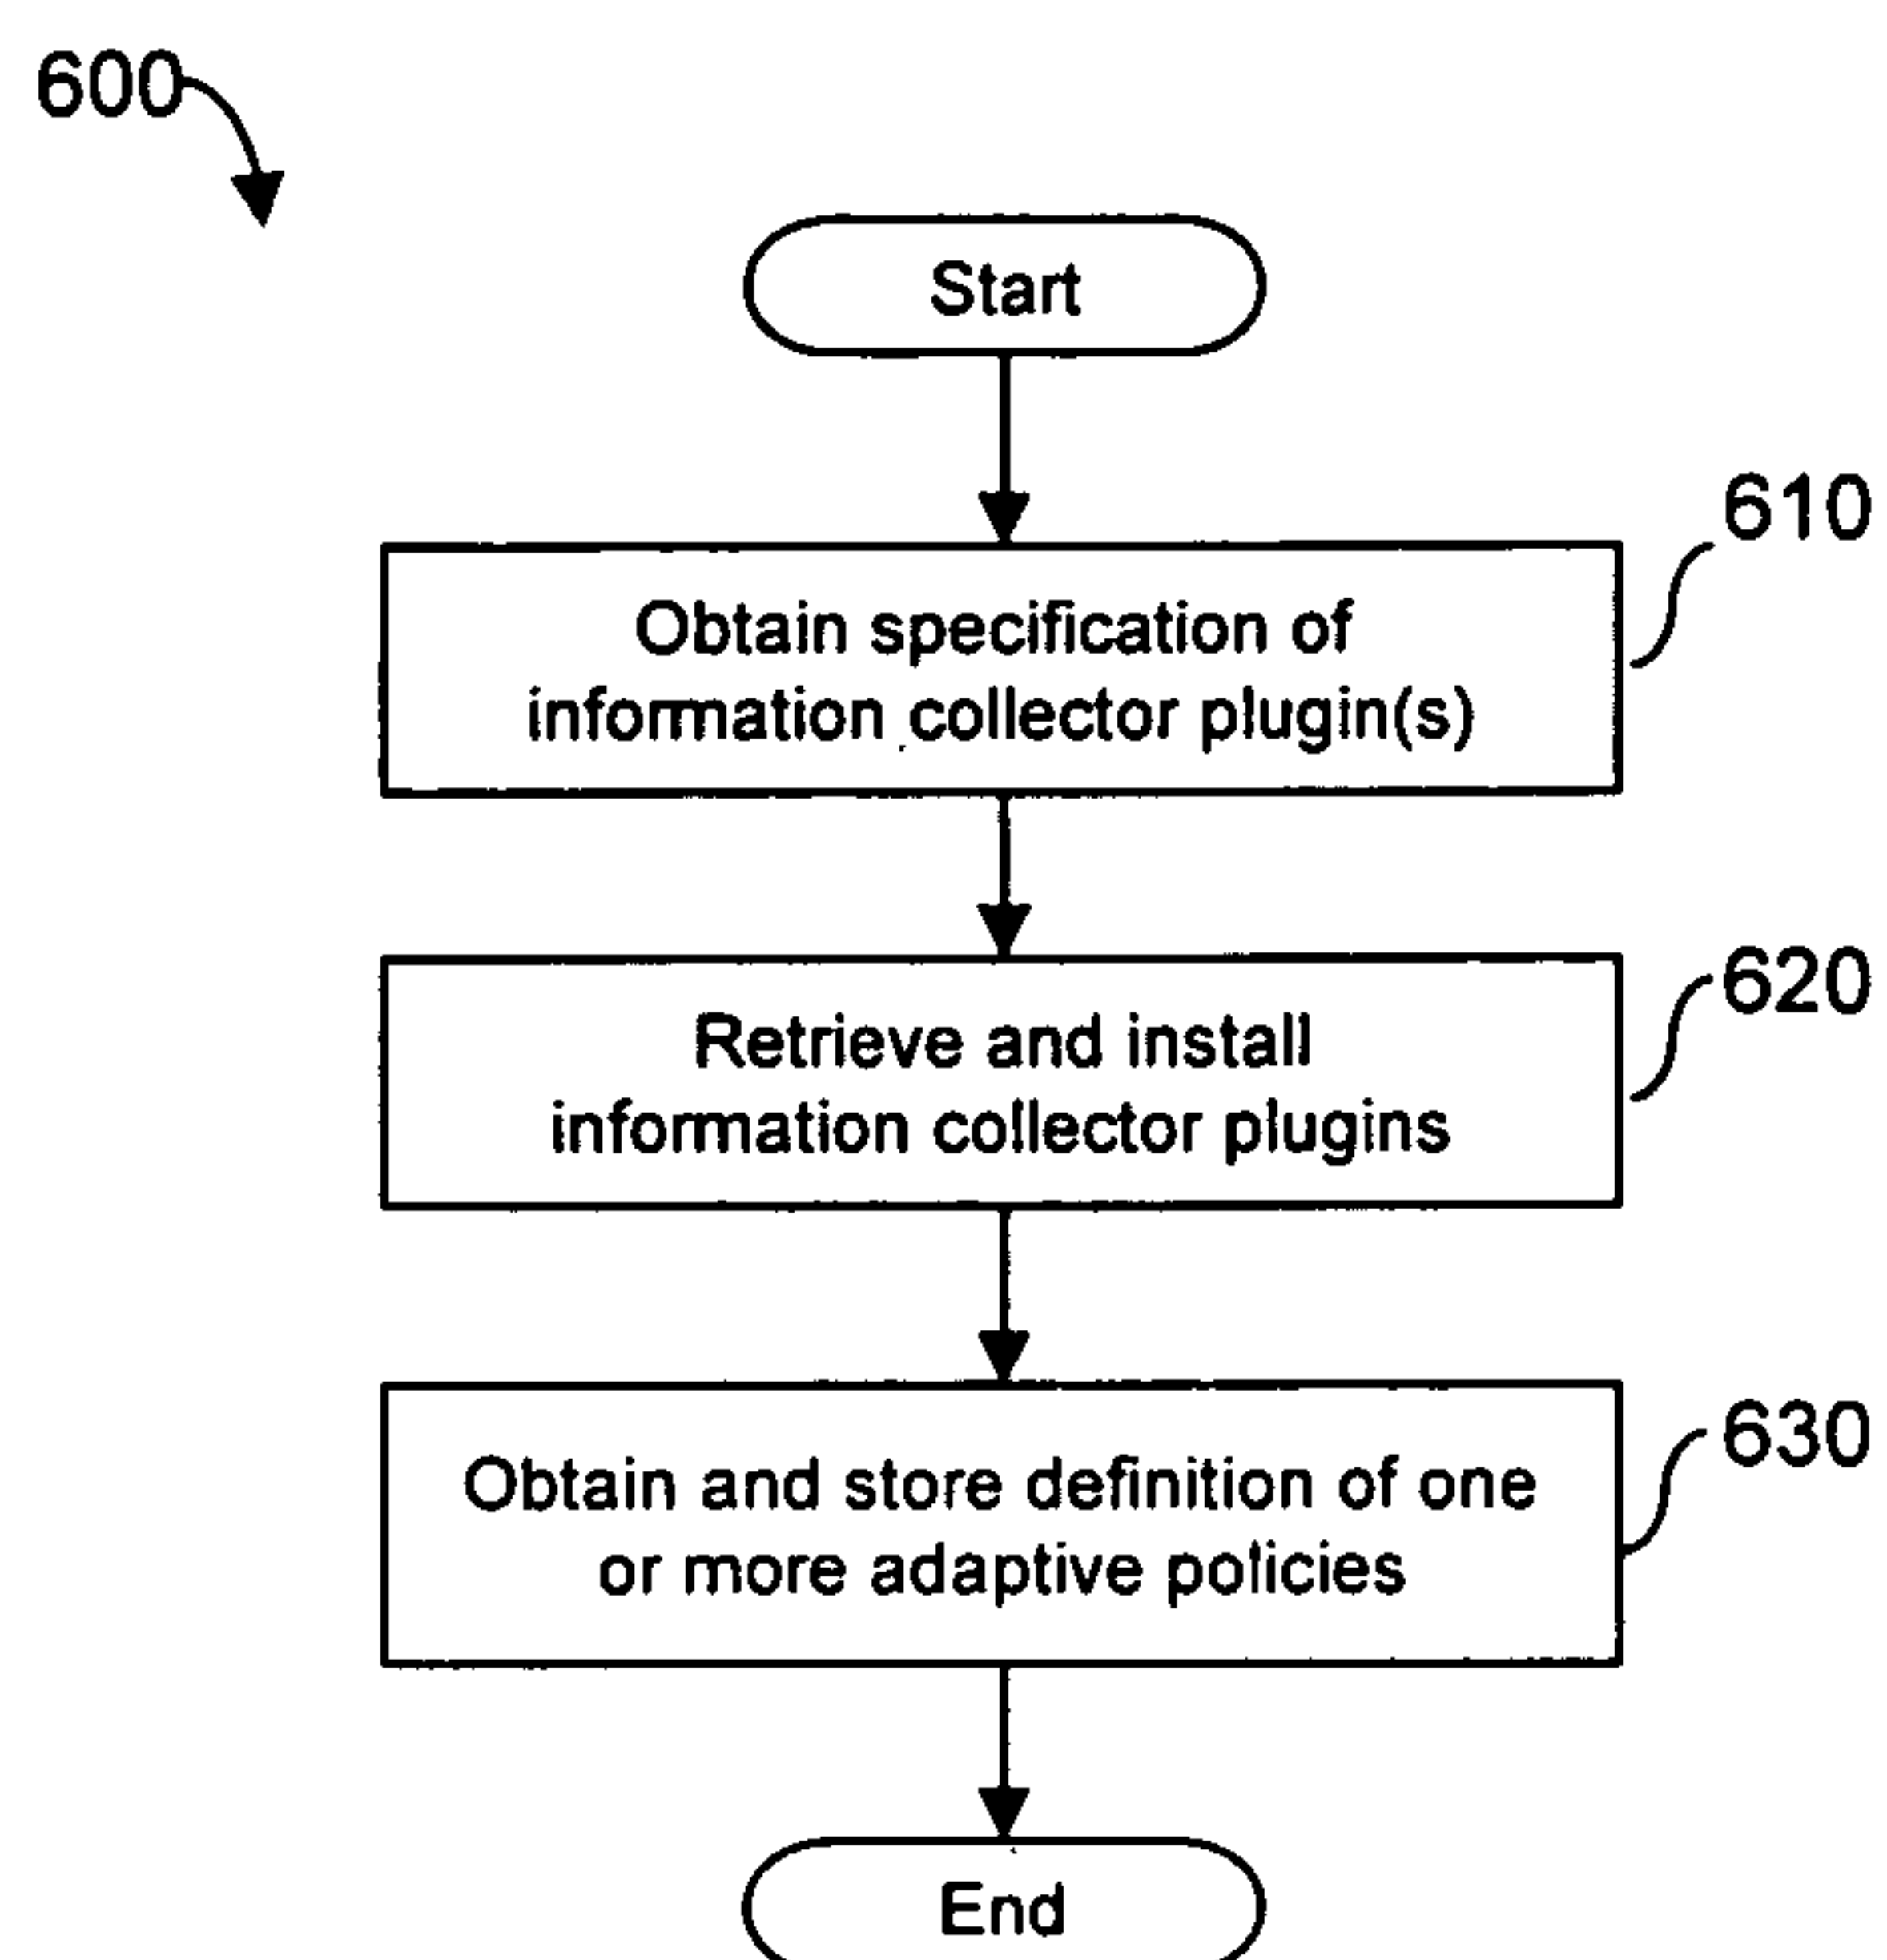 600
Start
610
Obtain specification of
information collector plugin(s)
620
Retrieve and install
information collector plugins
630
Obtain and store definition of one
or more adaptive policies
End